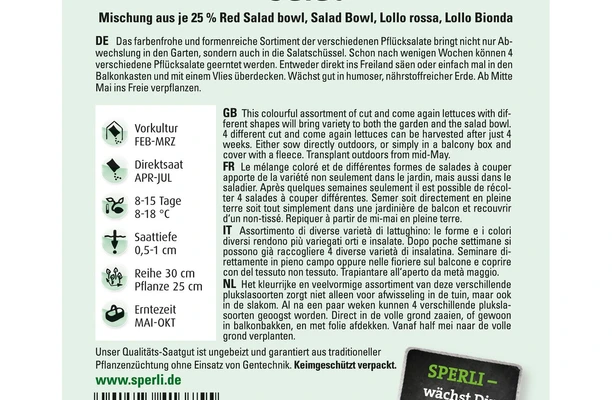 Mischung aus je 25 % Red Salad bowl, Salad Bowl, Lollo rossa, Lollo Bionda
DE Das farbenfrohe und formenreiche Sortiment der verschiedenen Pflücksalate bringt nicht nur Ab-
wechslung in den Garten, sondern auch in die Salatschüssel. Schon nach wenigen Wochen können 4
verschiedene Pflücksalate geerntet werden. Entweder direkt ins Freiland säen oder einfach mal in den
Balkonkasten und mit einem Vlies überdecken. Wächst gut in humoser, nährstoffreicher Erde. Ab Mitte
Mai ins Freie verpflanzen.
Vorkultur
FEB-MRZ
Direktsaat
APR-JUL
8-15 Tage
8-18 °C
Saattiefe
0,5-1 cm
Reihe 30 cm
Pflanze 25 cm
Erntezeit
MAI-OKT
GB This colourful assortment of cut and come again lettuces with dif-
ferent shapes will bring variety to both the garden and the salad bowl.
4 different cut and come again lettuces can be harvested after just 4
weeks. Either sow directly outdoors, or simply in a balcony box and
cover with a fleece. Transplant outdoors from mid-May.
FR Le mélange coloré et de différentes formes de salades à couper
apporte de la variété non seulement dans le jardin, mais aussi dans le
saladier. Après quelques semaines seulement il est possible de récol-
ter 4 salades à couper différentes. Semer soit directement en pleine
terre soit tout simplement dans une jardinière de balcon et recouvrir
d'un non-tissé. Repiquer à partir de mi-mai en pleine terre.
IT Assortimento di diverse varietà di lattughino: le forme e i colori
diversi rendono più variegati orti e insalate. Dopo poche settimane si
possono già raccogliere 4 diverse varietà di insalatina. Seminare di-
rettamente in pieno campo oppure nelle fioriere sul balcone e coprire
con del tessuto non tessuto. Trapiantare all'aperto da metà maggio.
NL Het kleurrijke en veelvormige assortiment van deze verschillende
pluksalasoorten zorgt niet alleen voor afwisseling in de tuin, maar ook
in de slakom. Al na een paar weken kunnen 4 verschillende pluksla-
soorten geoogst worden. Direct in de volle grond zaaien, of gewoon
in balkonbakken, en met folie afdekken. Vanaf half mei naar de volle
grond verplanten.
Unser Qualitäts-Saatgut ist ungebeizt und garantiert aus traditioneller
Pflanzenzüchtung ohne Einsatz von Gentechnik. Keimgeschützt verpackt.
www.sperli.de
SPERLI –
wächst Die